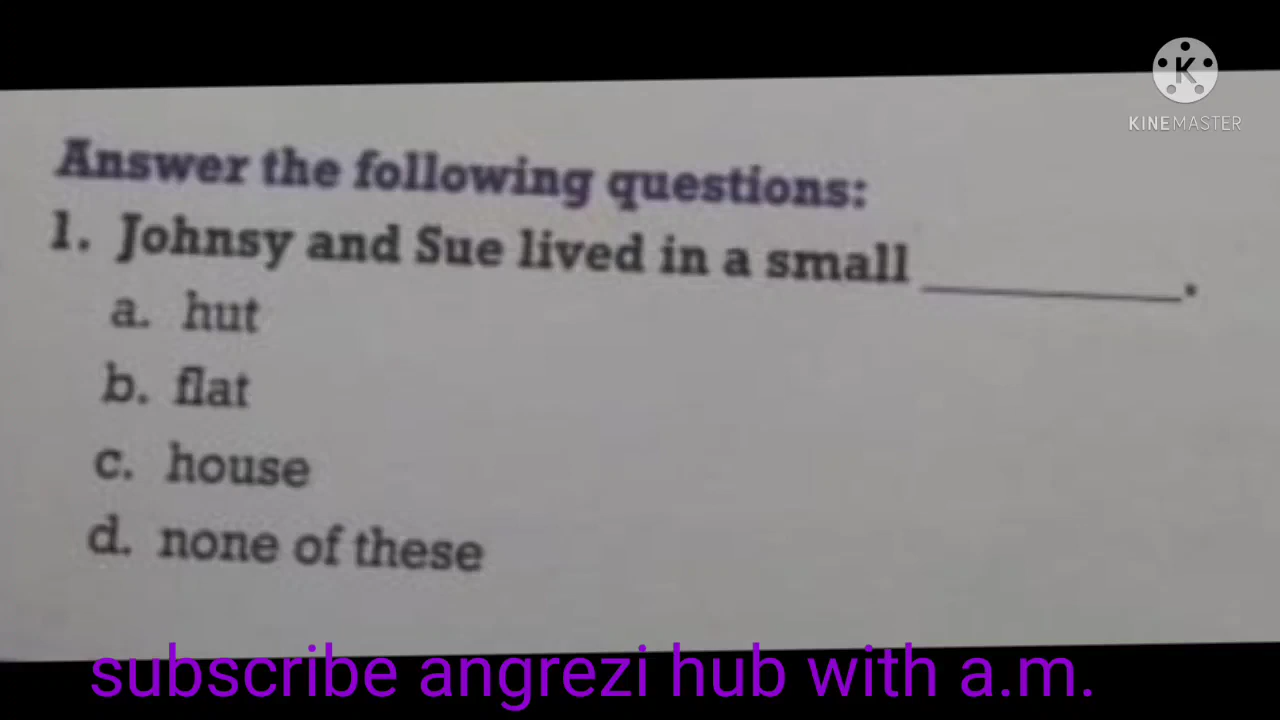 KINEMASTER
Answer the following questions:
1. Johnsy and Sue lived in a small __________.
a. hut
b. flat
c. house
d. none of these
subscribe angrezi hub with a.m.